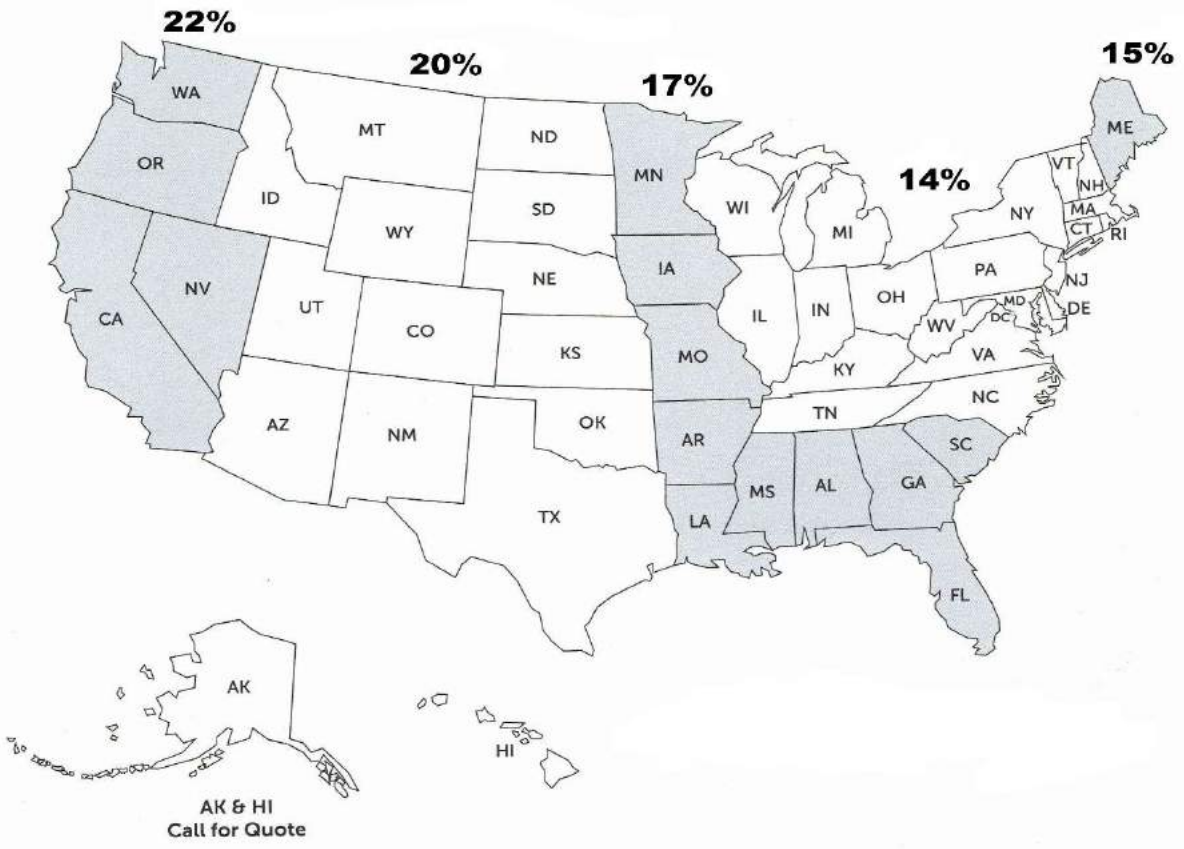 22%
20%
17%
15%
14%
WA
OR
CA
NV
ID
MT
WY
UT
CO
AZ
NM
ND
SD
NE
KS
OK
TX
MN
IA
MO
AR
LA
WI
IL
MI
IN
OH
KY
TN
MS
AL
GA
FL
SC
NC
VA
WV
DC
MD
DE
PA
NJ
NY
CT
RI
MA
VT
NH
ME
AK
HI
AK & HI
Call for Quote